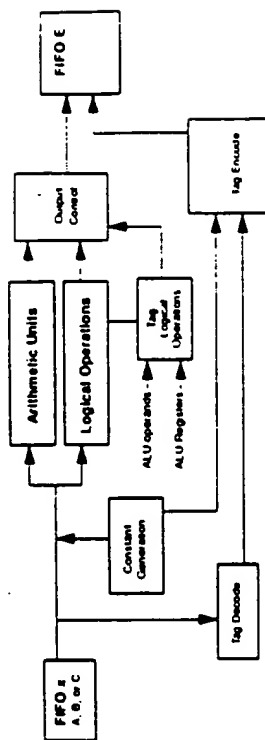 FIFO s
A, B, or C
Constant
Generation
Tag Decode
Arithmetic Units
Logical Operations
ALU operands -
ALU Registers -
Tag
Logical
Operations
Output
Control
FIFO E
Tag Encode